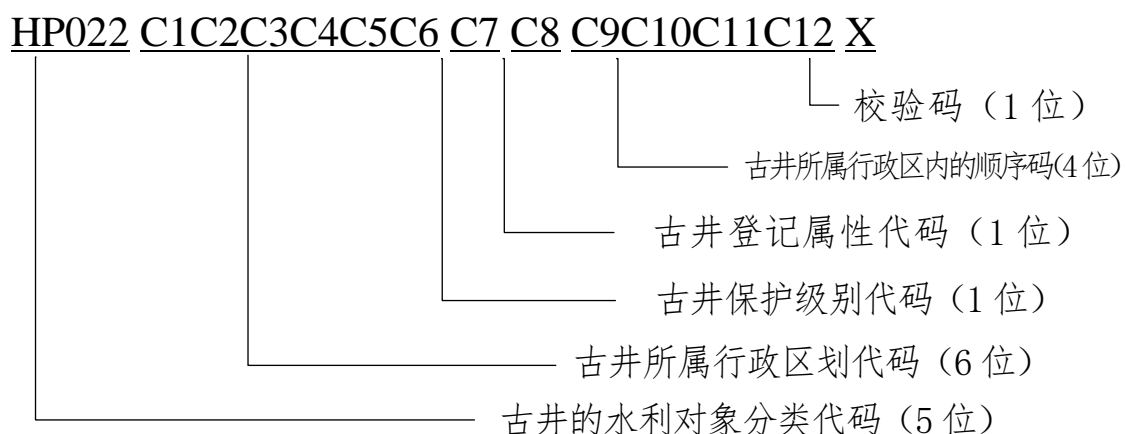 HP022 C1C2C3C4C5C6 C7 C8 C9C10C11C12 X
校验码（1 位）
古井所属行政区内的顺序码(4 位)
古井登记属性代码（1 位）
古井保护级别代码（1 位）
古井所属行政区划代码（6 位）
古井的水利对象分类代码（5 位）